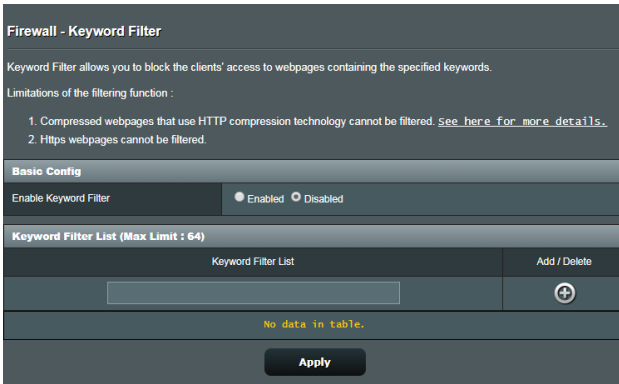 Firewall - Keyword Filter
Keyword Filter allows you to block the clients' access to webpages containing the specified keywords.
Limitations of the filtering function :
1. Compressed webpages that use HTTP compression technology cannot be filtered. See here for more details.
2. Https webpages cannot be filtered.
Basic Config
Enable Keyword Filter Enabled Disabled
Keyword Filter List (Max Limit : 64)
Keyword Filter List Add / Delete
No data in table.
Apply